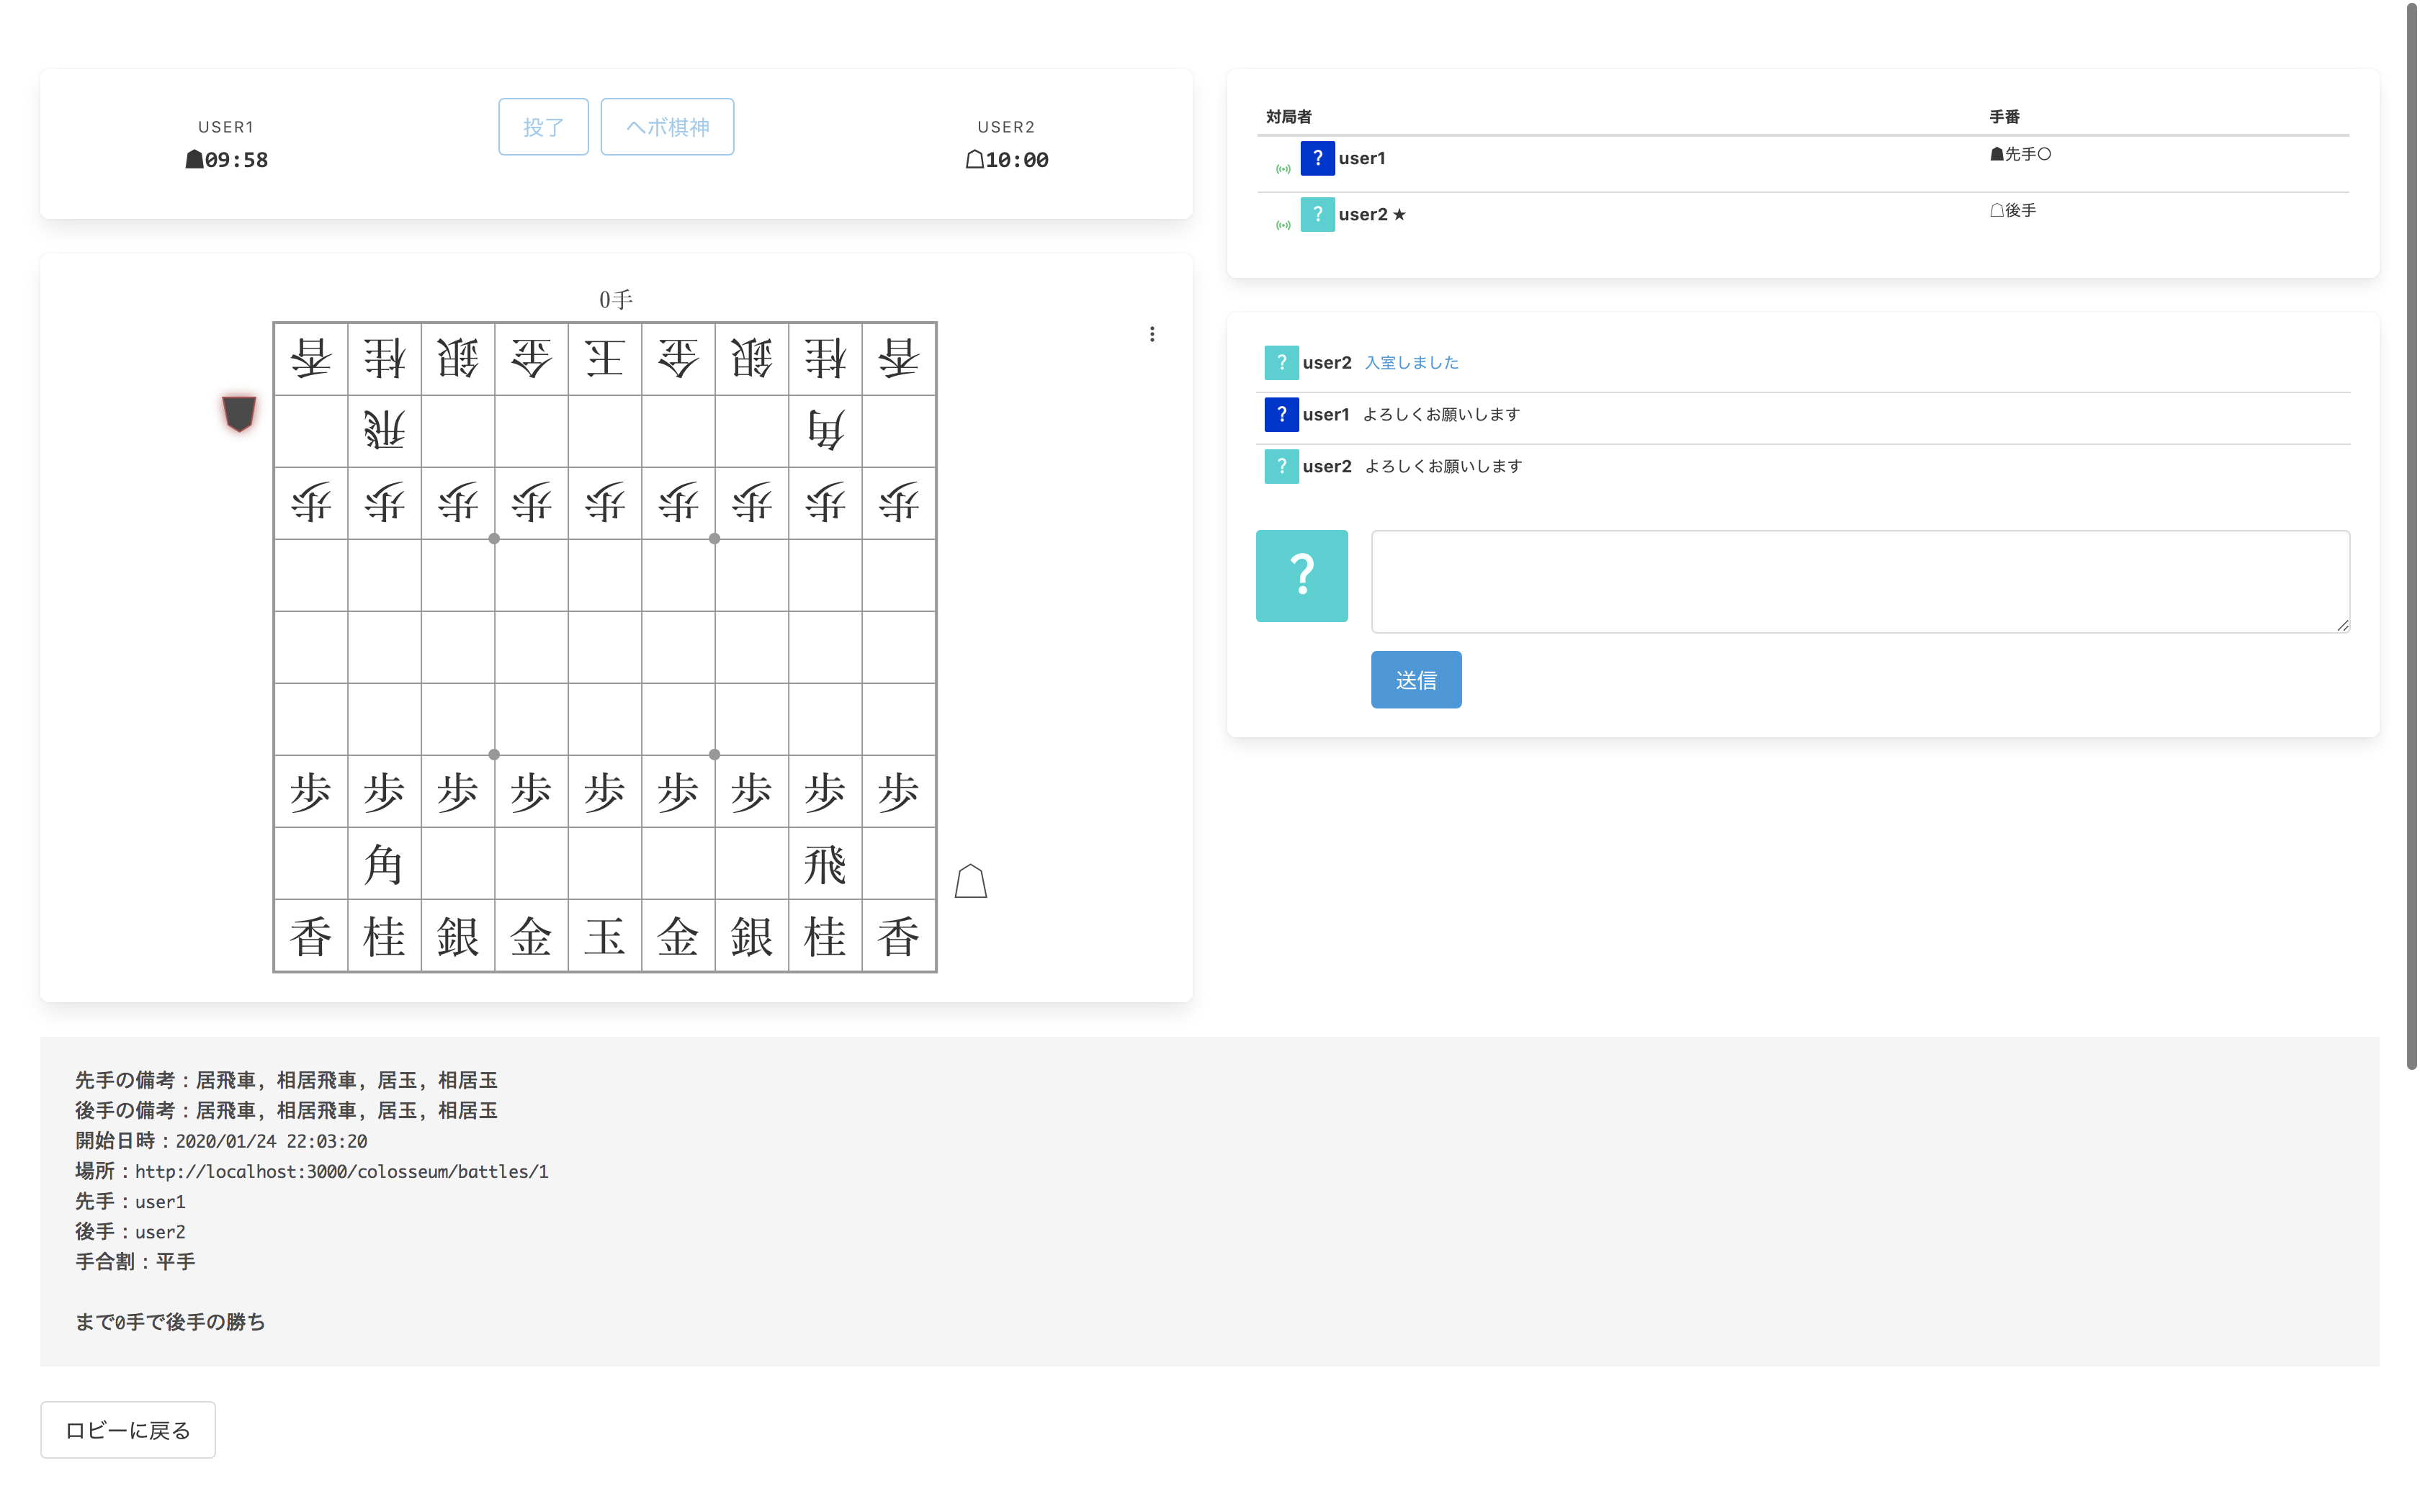 USER1
☗09:58
投了
ヘボ棋神
USER2
☖10:00
0手
香 桂 銀 金 王 金 銀 桂 香
飛 角
歩 歩 歩 歩 歩 歩 歩 歩 歩
歩 歩 歩 歩 歩 歩 歩 歩 歩
角 飛
香 桂 銀 金 玉 金 銀 桂 香
対局者 手番
? user1 ☗先手○
? user2 ★ ☖後手
? user2 入室しました
? user1 よろしくお願いします
? user2 よろしくお願いします
?
送信
先手の備考：居飛車, 相居飛車, 居玉, 相居玉
後手の備考：居飛車, 相居飛車, 居玉, 相居玉
開始日時：2020/01/24 22:03:20
場所：http://localhost:3000/colosseum/battles/1
先手：user1
後手：user2
手合割：平手
まで0手で後手の勝ち
ロビーに戻る